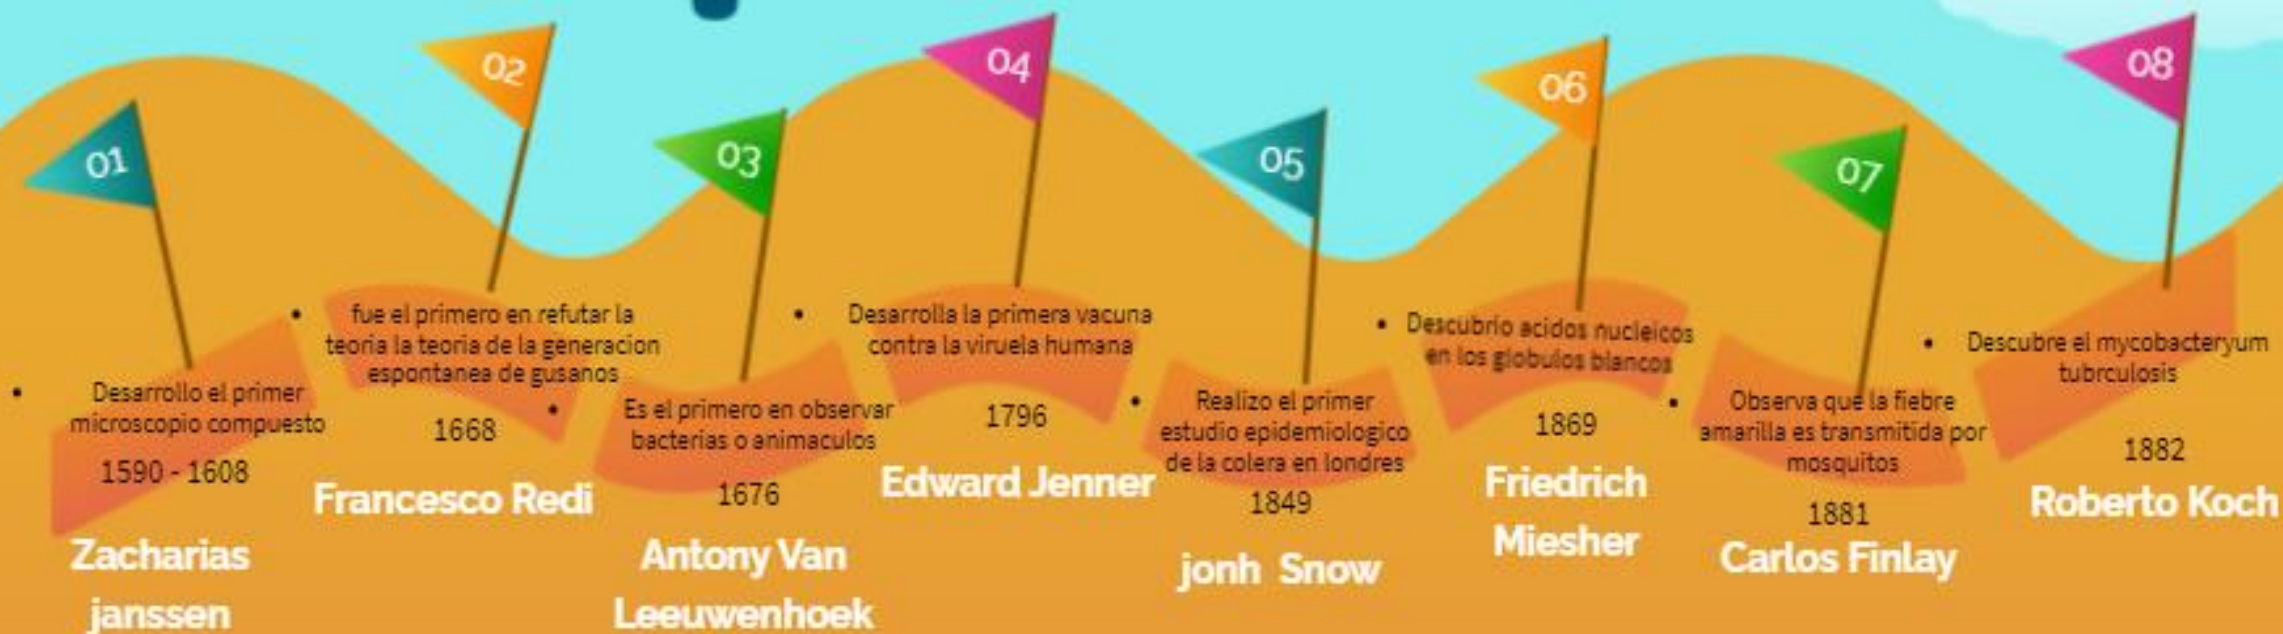 01
Desarrollo el primer
microscopio compuesto
1590 - 1608
Zacharias
janssen
02
fue el primero en refutar la
teoria la teoria de la generacion
espontanea de gusanos
1668
Francesco Redi
03
Es el primero en observar
bacterias o animaculos
1676
Antony Van
Leeuwenhoek
04
Desarrolla la primera vacuna
contra la viruela humana
1796
Edward Jenner
05
Realizo el primer
estudio epidemiologico
de la colera en londres
1849
jonh Snow
06
Descubrio acidos nucleicos
en los globulos blancos
1869
Friedrich
Miesher
07
Observa que la fiebre
amarilla es transmitida por
mosquitos
1881
Carlos Finlay
08
Descubre el mycobacteryum
tubrculosis
1882
Roberto Koch